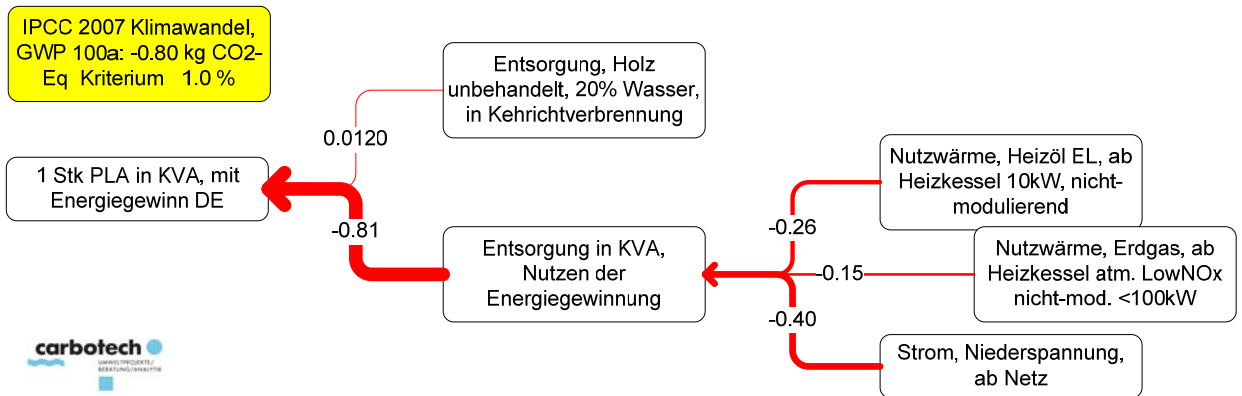 IPCC 2007 Klimawandel,
GWP 100a: -0.80 kg CO2-
Eq Kriterium 1.0 %
Entsorgung, Holz
unbehandelt, 20% Wasser,
in Kehrichtverbrennung
0.0120
1 Stk PLA in KVA, mit
Energiegewinn DE
-0.81
Entsorgung in KVA,
Nutzen der
Energiegewinnung
Nutzwärme, Heizöl EL, ab
Heizkessel 10kW, nicht-
modulierend
-0.26
Nutzwärme, Erdgas, ab
Heizkessel atm. LowNOx
nicht-mod. <100kW
-0.15
-0.40
Strom, Niederspannung,
ab Netz
carbotech
UMWELTPROJEKTE/
BERATUNG/ANALYTIK